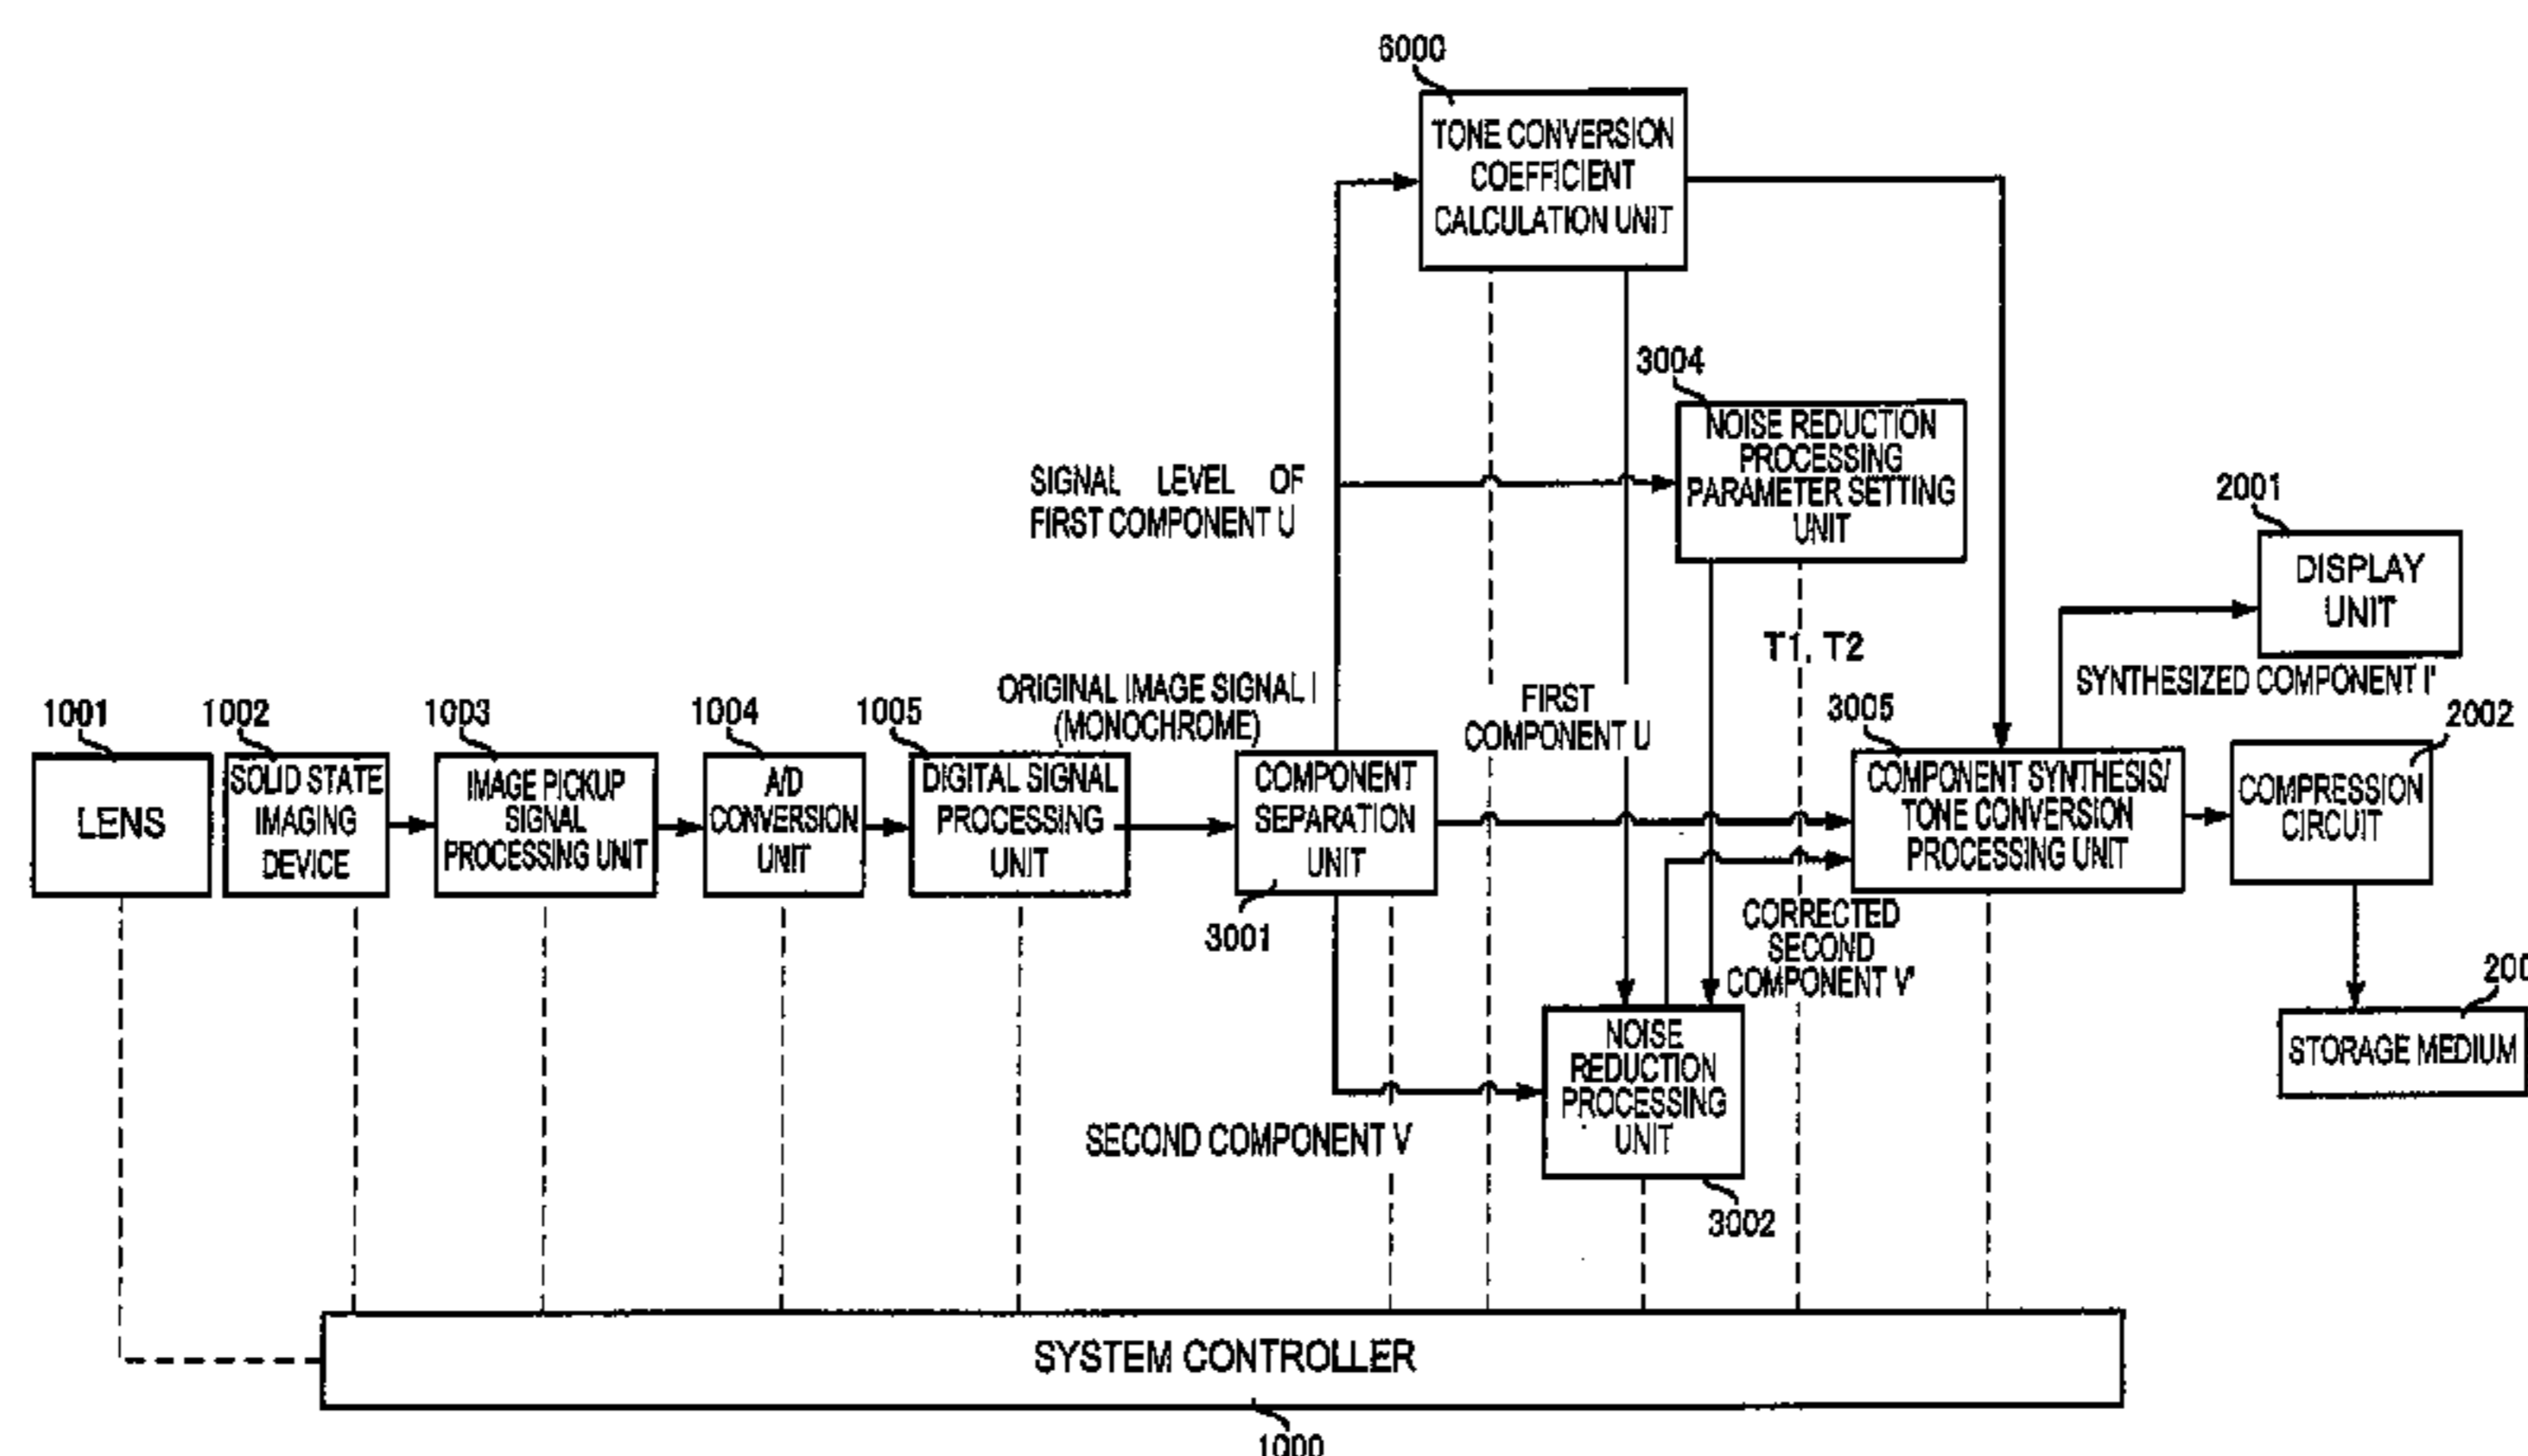 6000
TONE CONVERSION
COEFFICIENT
CALCULATION UNIT
3004
NOISE REDUCTION
PROCESSING
PARAMETER SETTING
UNIT
SIGNAL LEVEL OF
FIRST COMPONENT U
2001
DISPLAY
UNIT
T1, T2
SYNTHESIZED COMPONENT I'
ORIGINAL IMAGE SIGNAL I
(MONOCHROME)
FIRST
COMPONENT U
1001
LENS
1002
SOLID STATE
IMAGING
DEVICE
1003
IMAGE PICKUP
SIGNAL
PROCESSING UNIT
1004
A/D
CONVERSION
UNIT
1005
DIGITAL SIGNAL
PROCESSING
UNIT
COMPONENT
SEPARATION
UNIT
3001
3005
COMPONENT SYNTHESIS/
TONE CONVERSION
PROCESSING UNIT
2002
COMPRESSION
CIRCUIT
CORRECTED
SECOND
COMPONENT V'
200
STORAGE MEDIUM
NOISE
REDUCTION
PROCESSING
UNIT
3002
SECOND COMPONENT V
SYSTEM CONTROLLER
1000